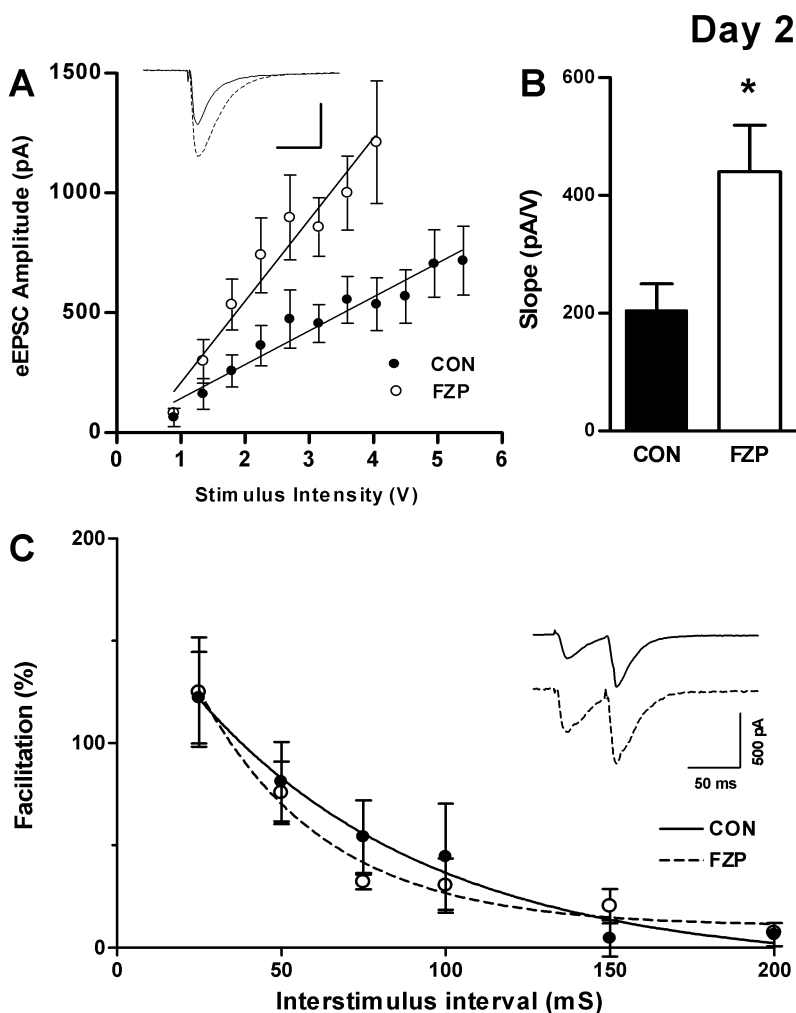 Day 2
A
1500
1000
500
0
eEPSC Amplitude (pA)
CON
FZP
0 1 2 3 4 5 6
Stimulus Intensity (V)
B
600
400
200
0
Slope (pA/V)
*
CON FZP
C
200
100
0
Facilitation (%)
500 pA
50 ms
CON
FZP
0 50 100 150 200
Interstimulus interval (mS)